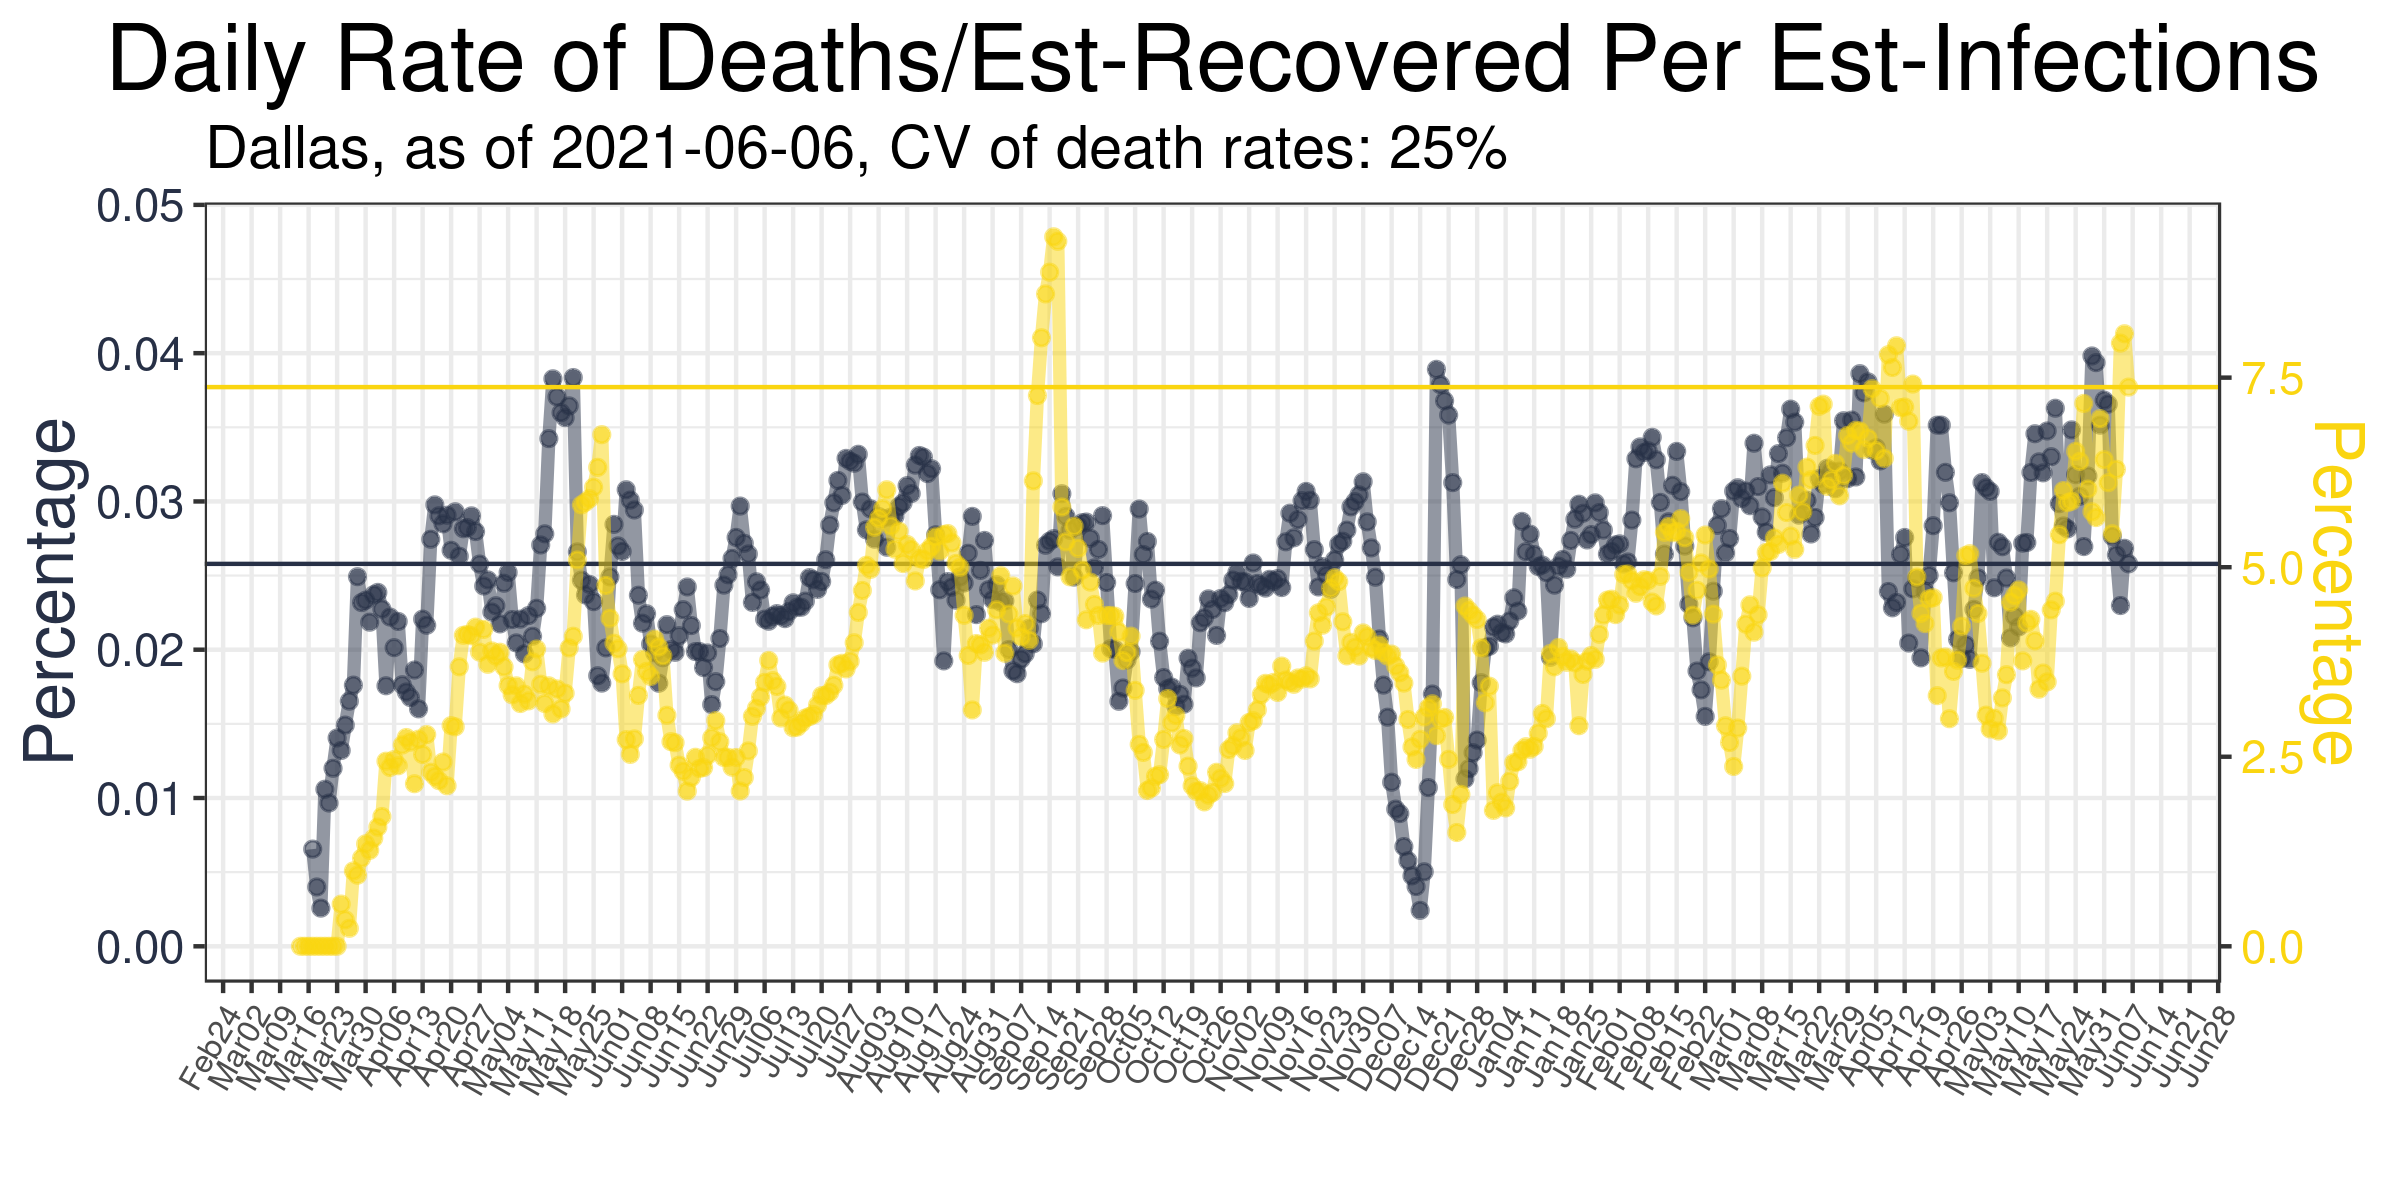 Daily Rate of Deaths/Est-Recovered Per Est-Infections
Dallas, as of 2021-06-06, CV of death rates: 25%
Percentage
0.05
0.04
0.03
0.02
0.01
0.00
7.5
5.0
2.5
0.0
Percentage
Feb24 Mar02 Mar09 Mar16 Mar23 Mar30 Apr06 Apr13 Apr20 Apr27 May04 May11 May18 May25 Jun01 Jun08 Jun15 Jun22 Jun29 Jul06 Jul13 Jul20 Jul27 Aug03 Aug10 Aug17 Aug24 Aug31 Sep07 Sep14 Sep21 Sep28 Oct05 Oct12 Oct19 Oct26 Nov02 Nov09 Nov16 Nov23 Nov30 Dec07 Dec14 Dec21 Dec28 Jan04 Jan11 Jan18 Jan25 Feb01 Feb08 Feb15 Feb22 Mar01 Mar08 Mar15 Mar22 Mar29 Apr05 Apr12 Apr19 Apr26 May03 May10 May17 May24 May31 Jun07 Jun14 Jun21 Jun28